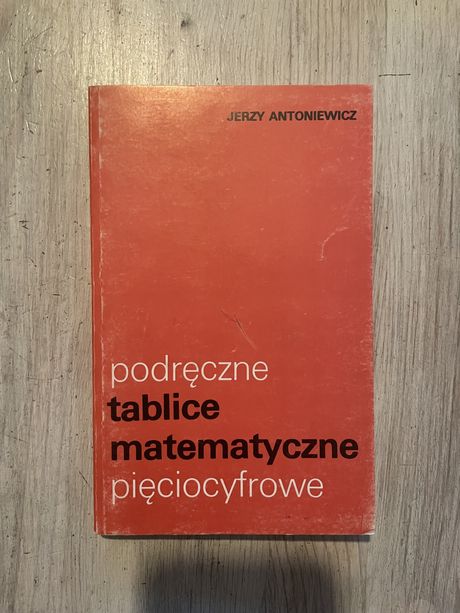 JERZY ANTONIEWICZ
podręczne
tablice
matematyczne
pięciocyfrowe